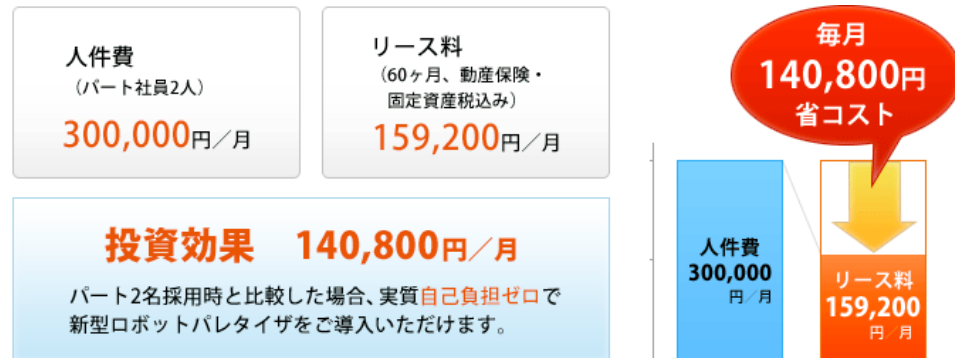 人件費
（パート社員2人）
300,000円／月
リース料
（60ヶ月、動産保険・
固定資産税込み）
159,200円／月
投資効果　140,800円／月
パート2名採用時と比較した場合、実質自己負担ゼロで
新型ロボットパレタイザをご導入いただけます。
毎月
140,800円
省コスト
人件費
300,000
円／月
リース料
159,200
円／月